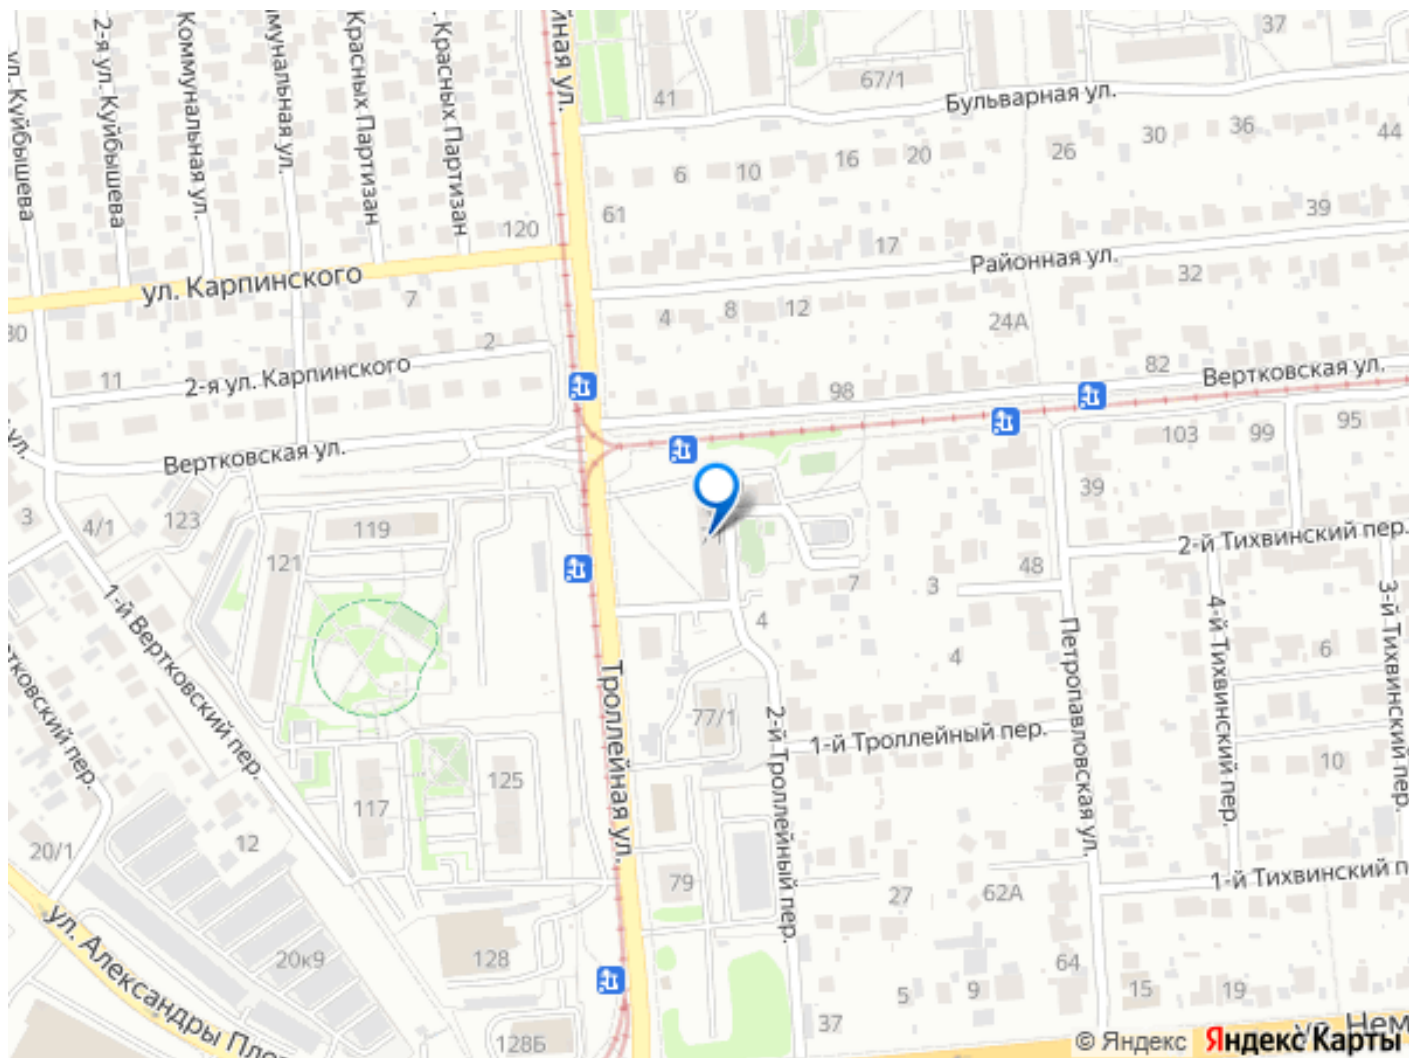 37
67/1
41
Бульварная ул.
30
36
44
26
20
16
10
6
2-я ул. Куйбышева
ул. Куйбышева
Коммунальная ул.
Красных Партизан
Красных Партизан
120
61
39
17
Районная ул.
32
ул. Карпинского
7
4
8
12
24А
30
2
11
2-я ул. Карпинского
98
82
Вертковская ул.
Вертковская ул.
103
99
95
39
3
4/1
123
119
121
2-й Тихвинский пер.
48
7
3
4
4
1-й Вертковский пер.
Троллейная ул.
Петропавловская ул.
4-й Тихвинский пер.
3-й Тихвинский пер.
6
77/1
2-й Троллейный пер.
1-й Троллейный пер.
10
125
117
12
20/1
79
27
62А
1-й Тихвинский п
ул. Александры Пло
20к9
128
64
5
9
15
19
37
128Б
ул. Нем
© Яндекс Яндекс Карты